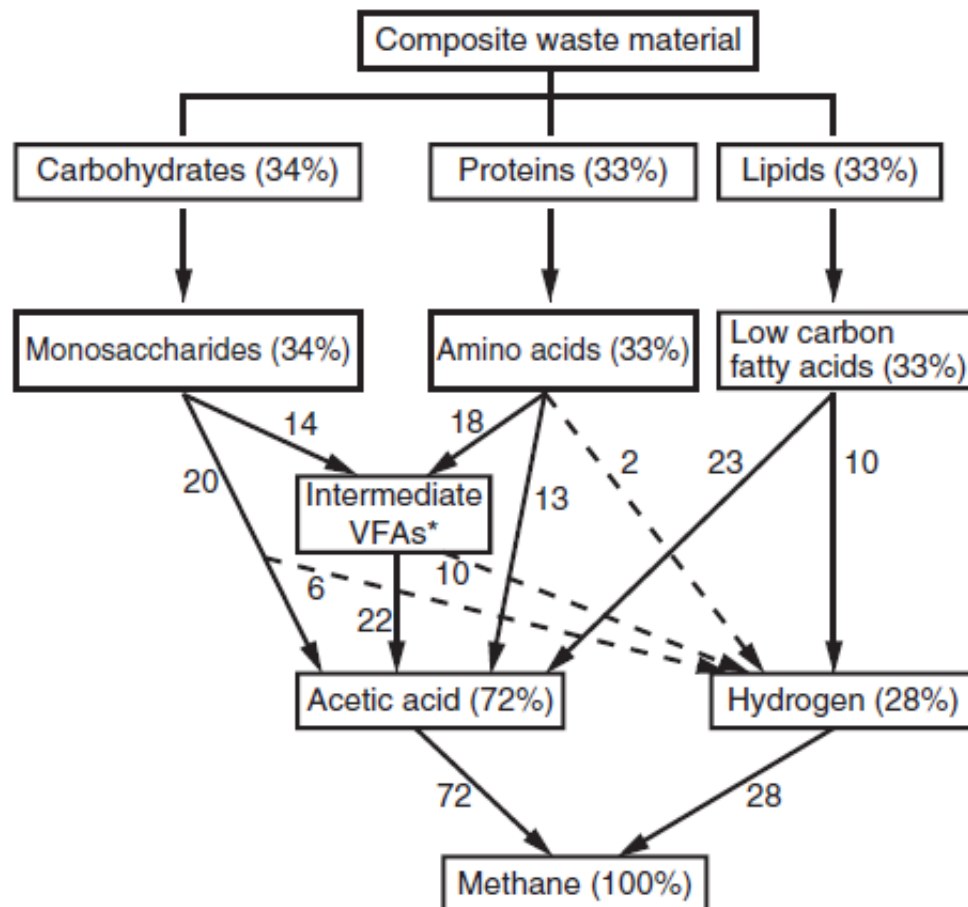 Composite waste material
Carbohydrates (34%)
Proteins (33%)
Lipids (33%)
Monosaccharides (34%)
Amino acids (33%)
Low carbon
fatty acids (33%)
14
18
2
23
10
20
13
Intermediate
VFAs*
6
10
22
Acetic acid (72%)
Hydrogen (28%)
72
28
Methane (100%)